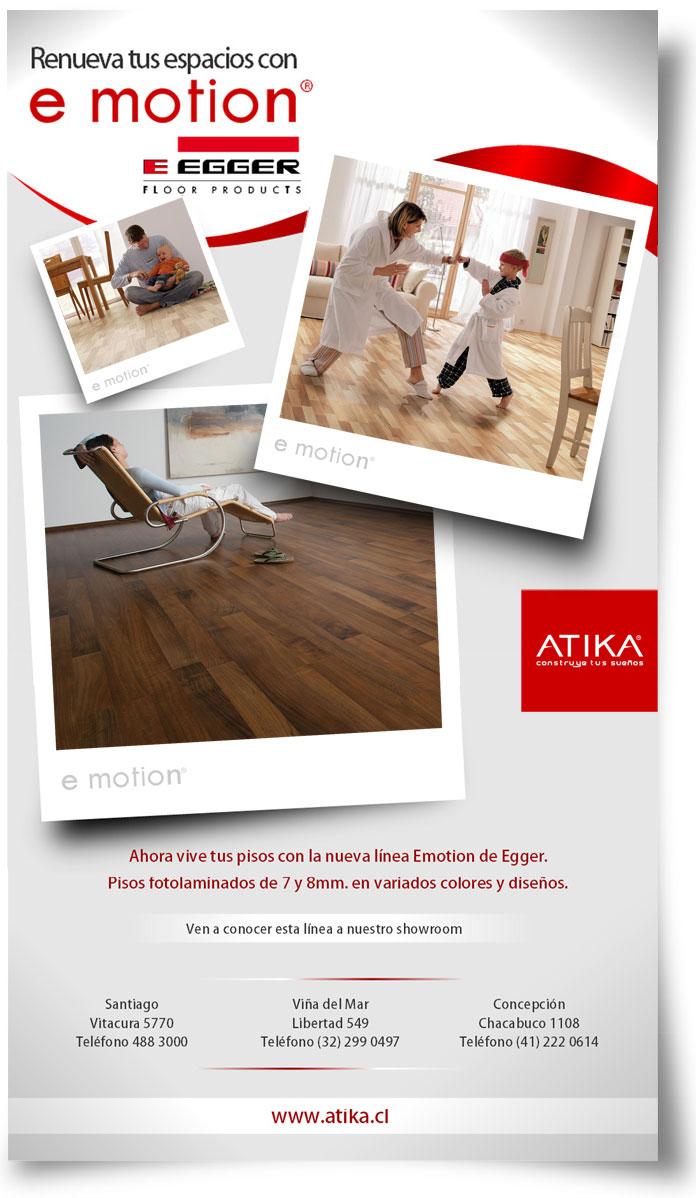 Renueva tus espacios con
e motion®
E EGGER
FLOOR PRODUCTS
e motion®
e motion®
e motion®
ATIKA®
construye tus sueños
Ahora vive tus pisos con la nueva línea Emotion de Egger.
Pisos fotolaminados de 7 y 8mm. en variados colores y diseños.
Ven a conocer esta línea a nuestro showroom
Santiago
Vitacura 5770
Teléfono 488 3000
Viña del Mar
Libertad 549
Teléfono (32) 299 0497
Concepción
Chacabuco 1108
Teléfono (41) 222 0614
www.atika.cl